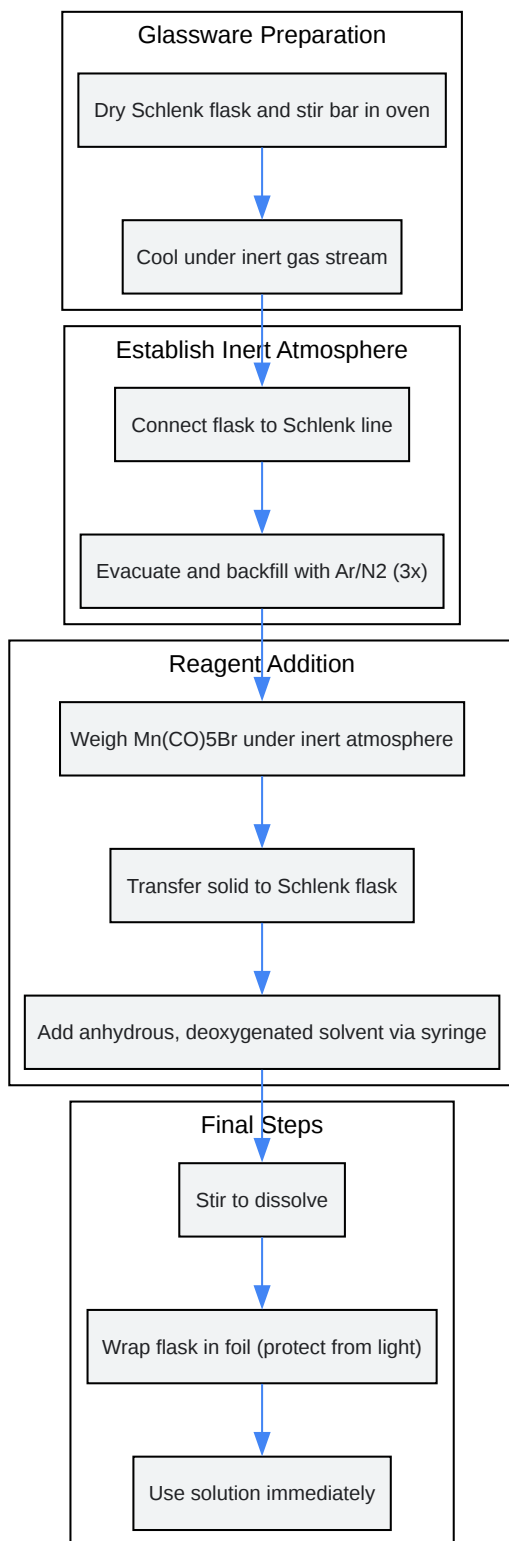 Glassware Preparation
Dry Schlenk flask and stir bar in oven
Cool under inert gas stream
Establish Inert Atmosphere
Connect flask to Schlenk line
Evacuate and backfill with Ar/N2 (3x)
Reagent Addition
Weigh Mn(CO)5Br under inert atmosphere
Transfer solid to Schlenk flask
Add anhydrous, deoxygenated solvent via syringe
Final Steps
Stir to dissolve
Wrap flask in foil (protect from light)
Use solution immediately